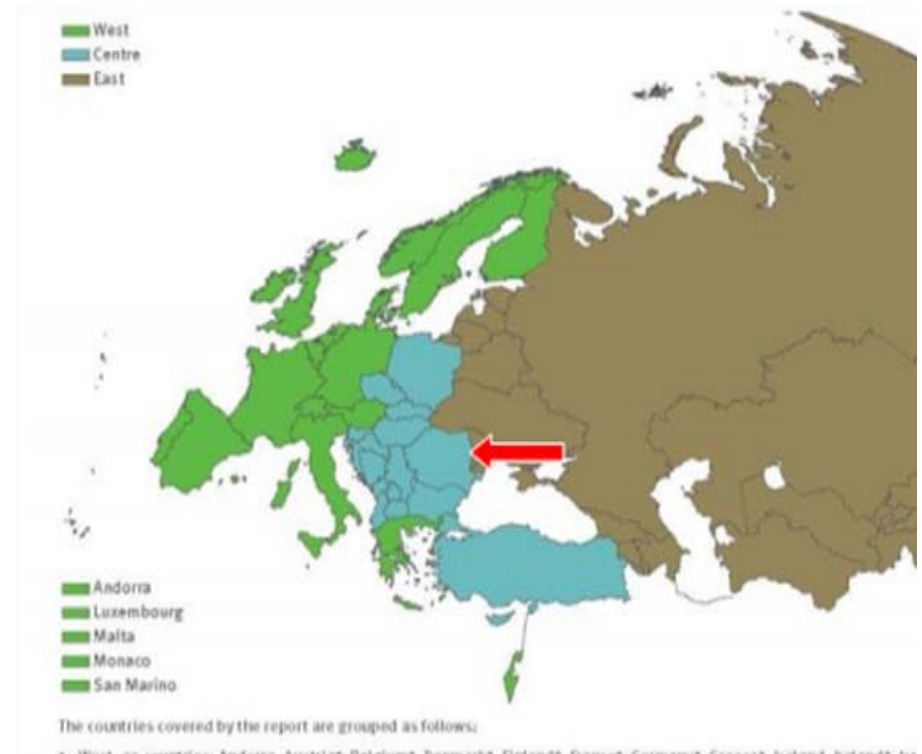 West
Centre
East
Andorra
Luxembourg
Malta
Monaco
San Marino
The countries covered by the report are grouped as follows: